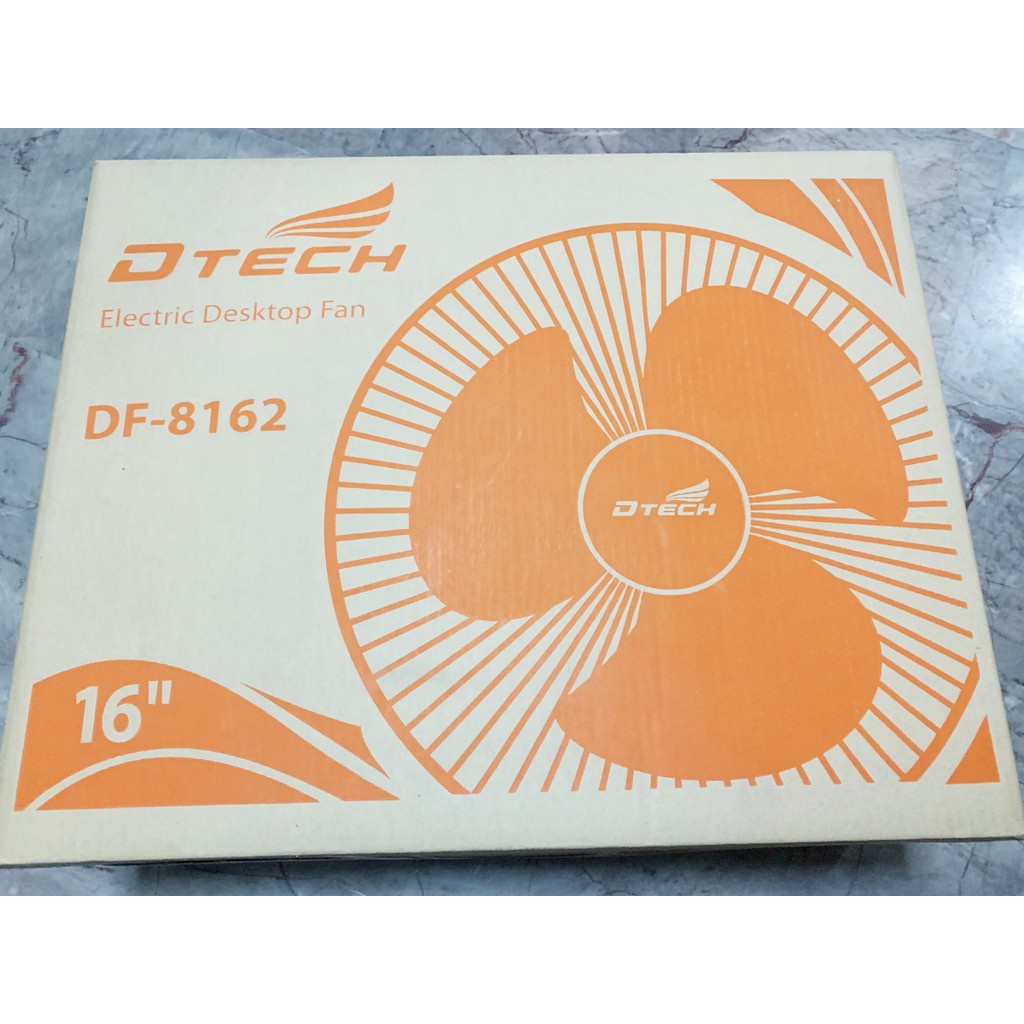 DTECH
Electric Desktop Fan
DF-8162
DTECH
16"